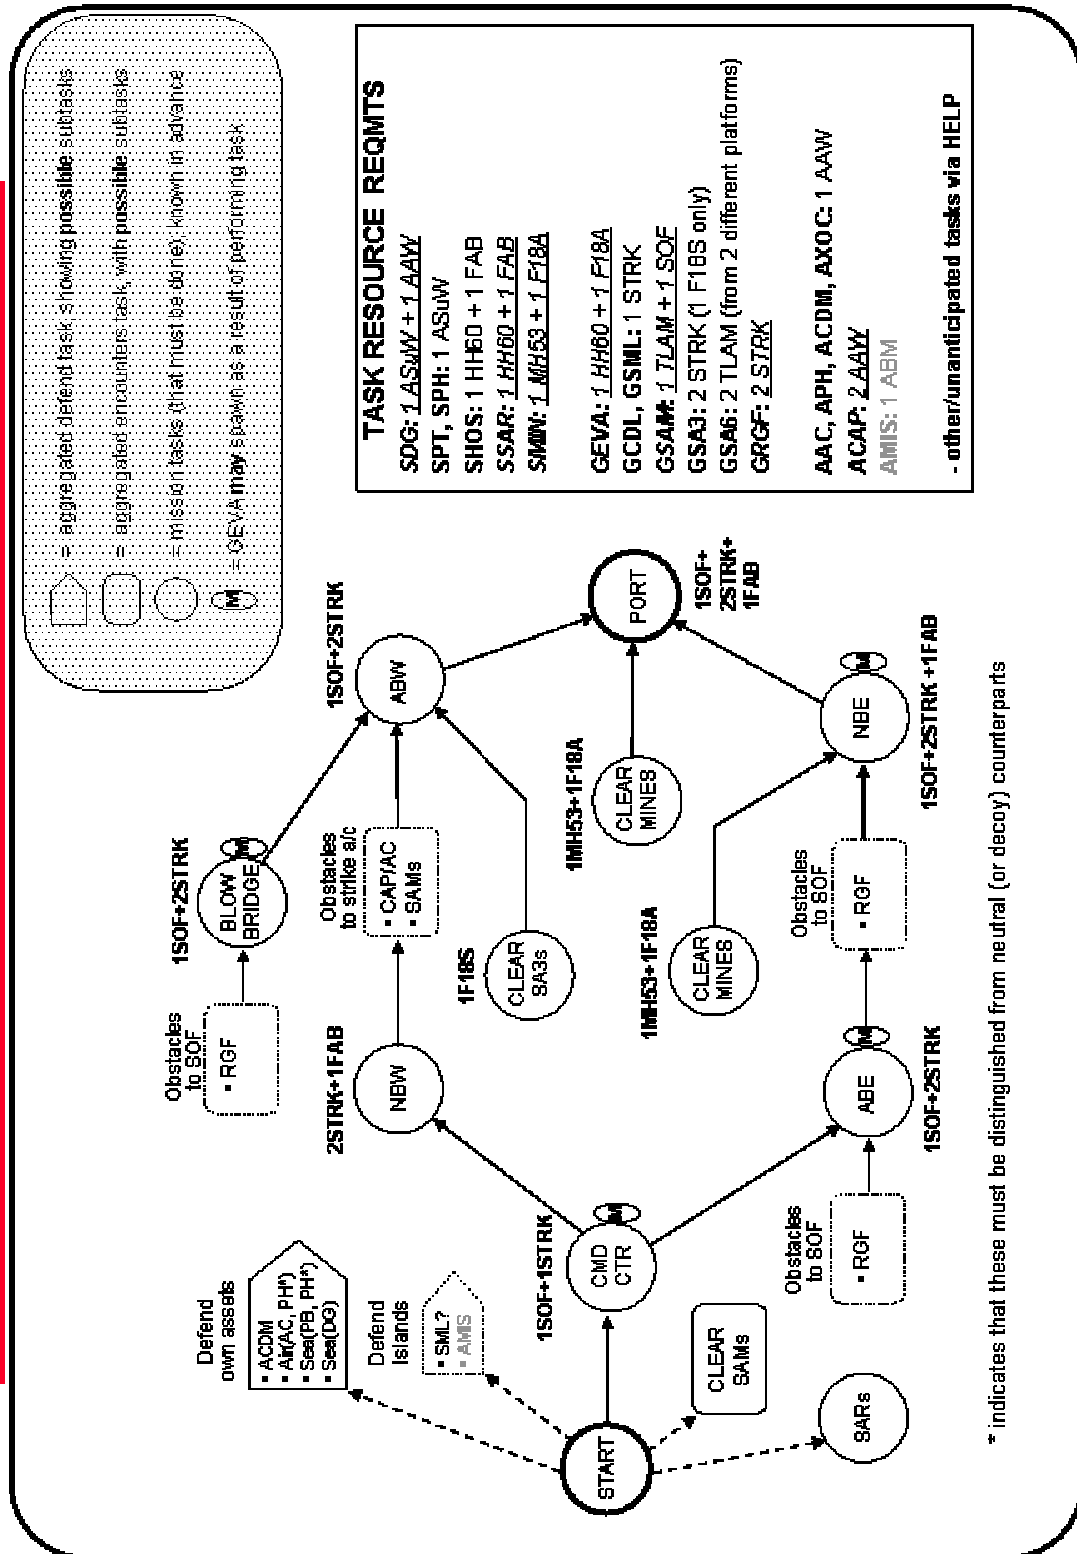 = aggregated defend task, showing possible subtasks
= aggregated encounters task, with possible subtasks
= mission tasks (that must be done); known in advance
M = GEVA may spawn as a result of performing task
TASK RESOURCE REQMTS
SDG: 1 ASuW + 1 AAW
SPT, SPH: 1 ASuW
SHOS: 1 HH60 + 1 FAB
SSAR: 1 HH60 + 1 FAB
SMIN: 1 MH53 + 1 F18A
GEVA: 1 HH60 + 1 F18A
GCDL, GSML: 1 STRK
GSAM: 1 TLAM + 1 SOF
GSA3: 2 STRK (1 F18S only)
GSA6: 2 TLAM (from 2 different platforms)
GRGF: 2 STRK
AAC, APH, ACDM, AXOC: 1 AAW
ACAP: 2 AAW
AMIS: 1 ABM
- other/unanticipated tasks via HELP
Obstacles
to SOF
▪ RGF
1SOF+2STRK
BLOW
BRIDGE
M
Defend
own assets
▪ ACDM
▪ Air(AC, PH*)
▪ Sea(PB, PH*)
▪ Sea(DG)
2STRK+1FAB
NBW
Obstacles
to strike a/c
▪ CAP/AC
▪ SAMs
1SOF+2STRK
ABW
Defend
Islands
▪ SML?
▪ AMIS
1F18S
CLEAR
SA3s
START
1SOF+1STRK
CMD
CTR
M
1MH53+1F18A
CLEAR
MINES
PORT
1SOF+
2STRK+
1FAB
CLEAR
SAMs
1MH53+1F18A
CLEAR
MINES
SARs
Obstacles
to SOF
▪ RGF
ABE
M
1SOF+2STRK
Obstacles
to SOF
▪ RGF
NBE
M
1SOF+2STRK +1FAB
* indicates that these must be distinguished from neutral (or decoy) counterparts